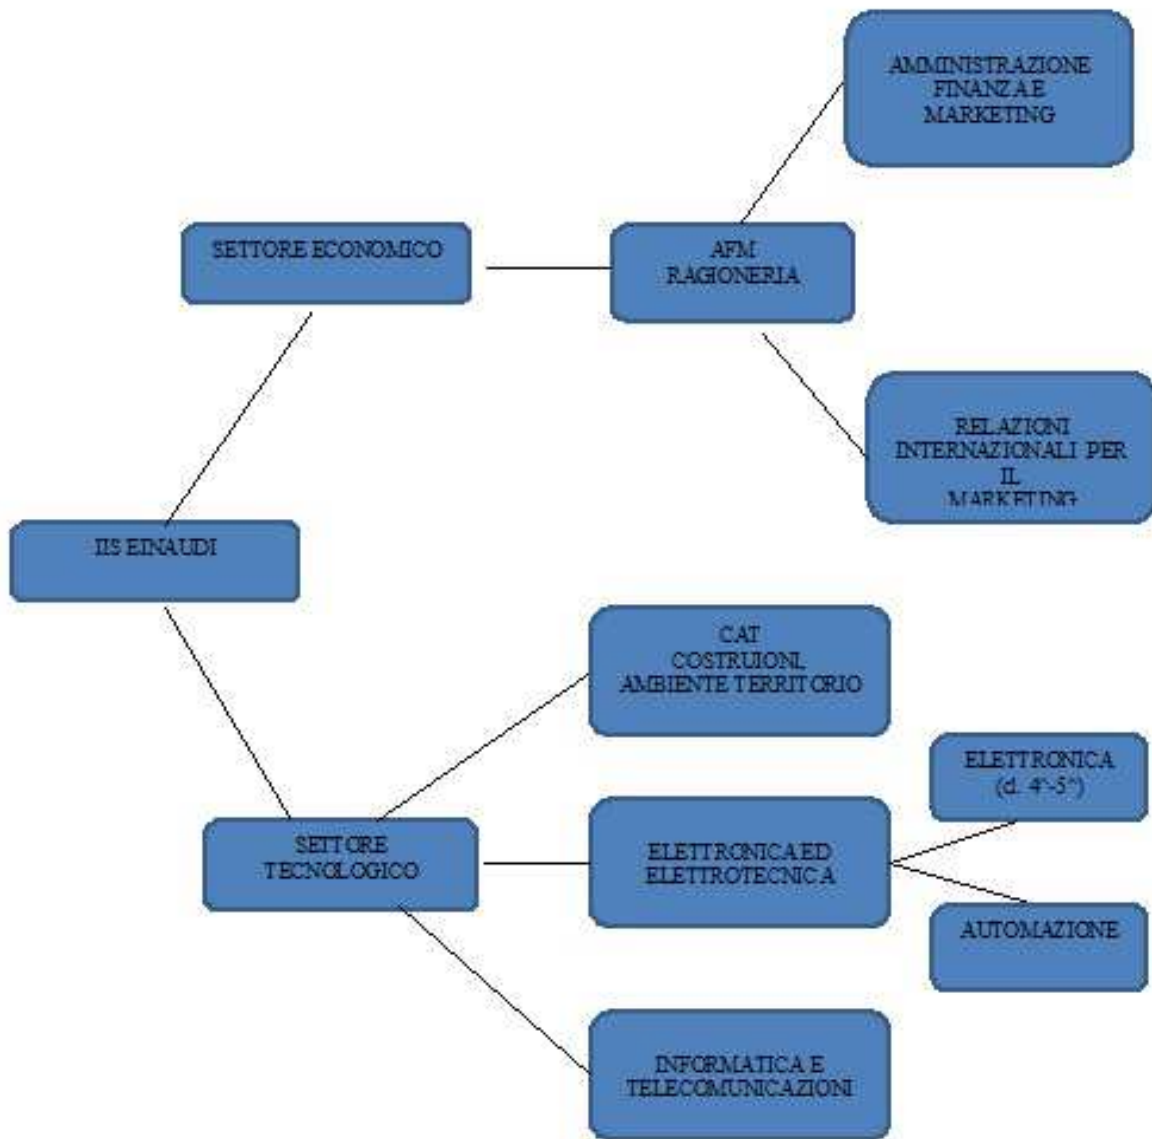 AMMINISTRAZIONE
FINANZA E
MARKETING
SETTORE ECONOMICO
AFM
RAGIONERIA
RELAZIONI
INTERNAZIONALI PER
IL
MARKETING
IIS EINAUDI
CAT
COSTRUIONI,
AMBIENTE TERRITORIO
ELETTRONICA
(cl. 4^-5^)
SETTORE
TECNOLOGICO
ELETTRONICA ED
ELETTROTECNICA
AUTOMAZIONE
INFORMATICA E
TELECOMUNICAZIONI